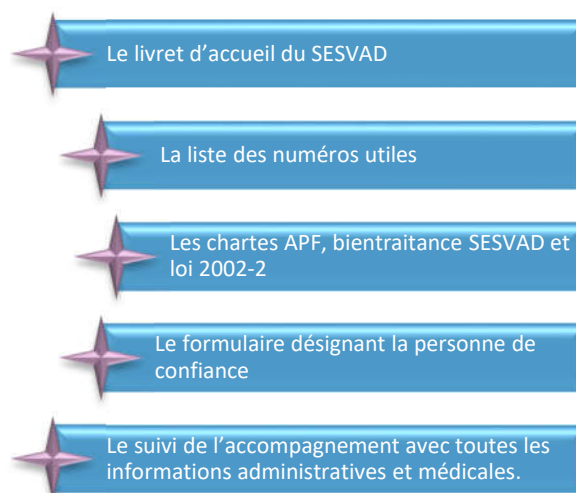 Le livret d’accueil du SESVAD
La liste des numéros utiles
Les chartes APF, bientraitance SESVAD et
loi 2002-2
Le formulaire désignant la personne de
confiance
Le suivi de l’accompagnement avec toutes les
informations administratives et médicales.